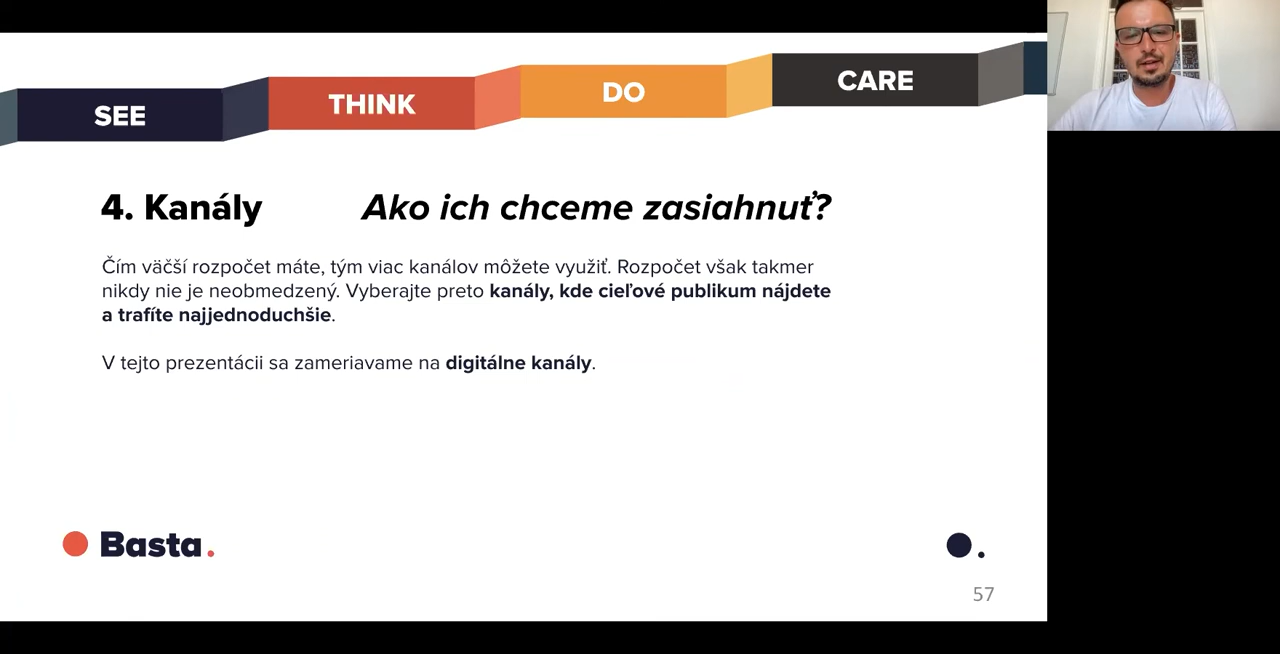 SEE
THINK
DO
CARE
4. Kanály
Ako ich chceme zasiahnuť?
Čím väčší rozpočet máte, tým viac kanálov môžete využiť. Rozpočet však takmer
nikdy nie je neobmedzený. Vyberajte preto kanály, kde cieľové publikum nájdete
a trafíte najjednoduchšie.
V tejto prezentácii sa zameriavame na digitálne kanály.
Basta.
57